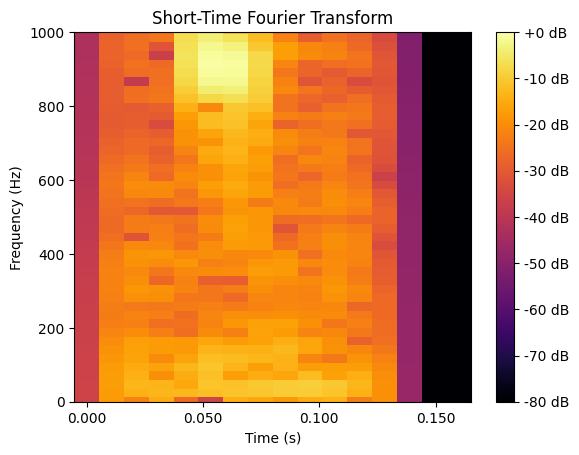 Short-Time Fourier Transform
1000
800
600
400
200
0
Frequency (Hz)
0.000
0.050
0.100
0.150
Time (s)
+0 dB
-10 dB
-20 dB
-30 dB
-40 dB
-50 dB
-60 dB
-70 dB
-80 dB